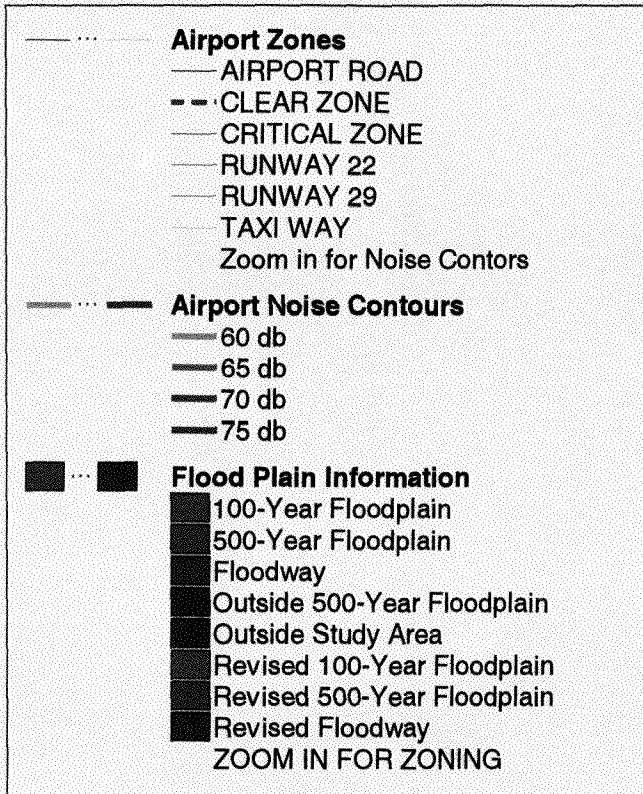 Airport Zones
AIRPORT ROAD
CLEAR ZONE
CRITICAL ZONE
RUNWAY 22
RUNWAY 29
TAXI WAY
Zoom in for Noise Contors
Airport Noise Contours
60 db
65 db
70 db
75 db
Flood Plain Information
100-Year Floodplain
500-Year Floodplain
Floodway
Outside 500-Year Floodplain
Outside Study Area
Revised 100-Year Floodplain
Revised 500-Year Floodplain
Revised Floodway
ZOOM IN FOR ZONING